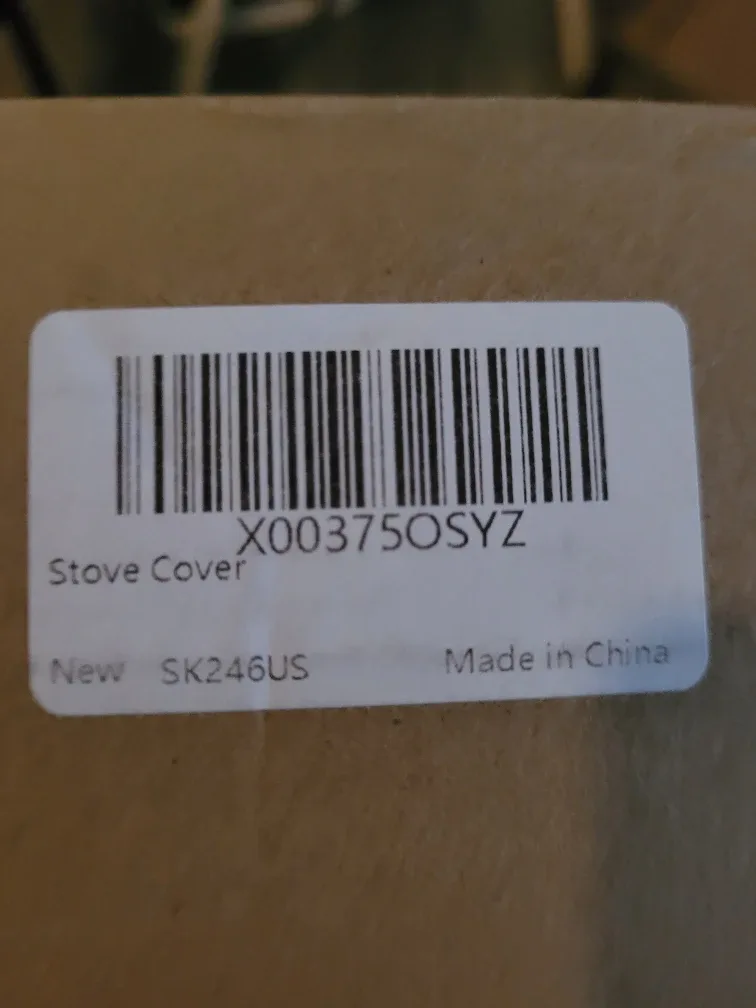 X00375OSYZ
Stove Cover
New SK246US Made in China